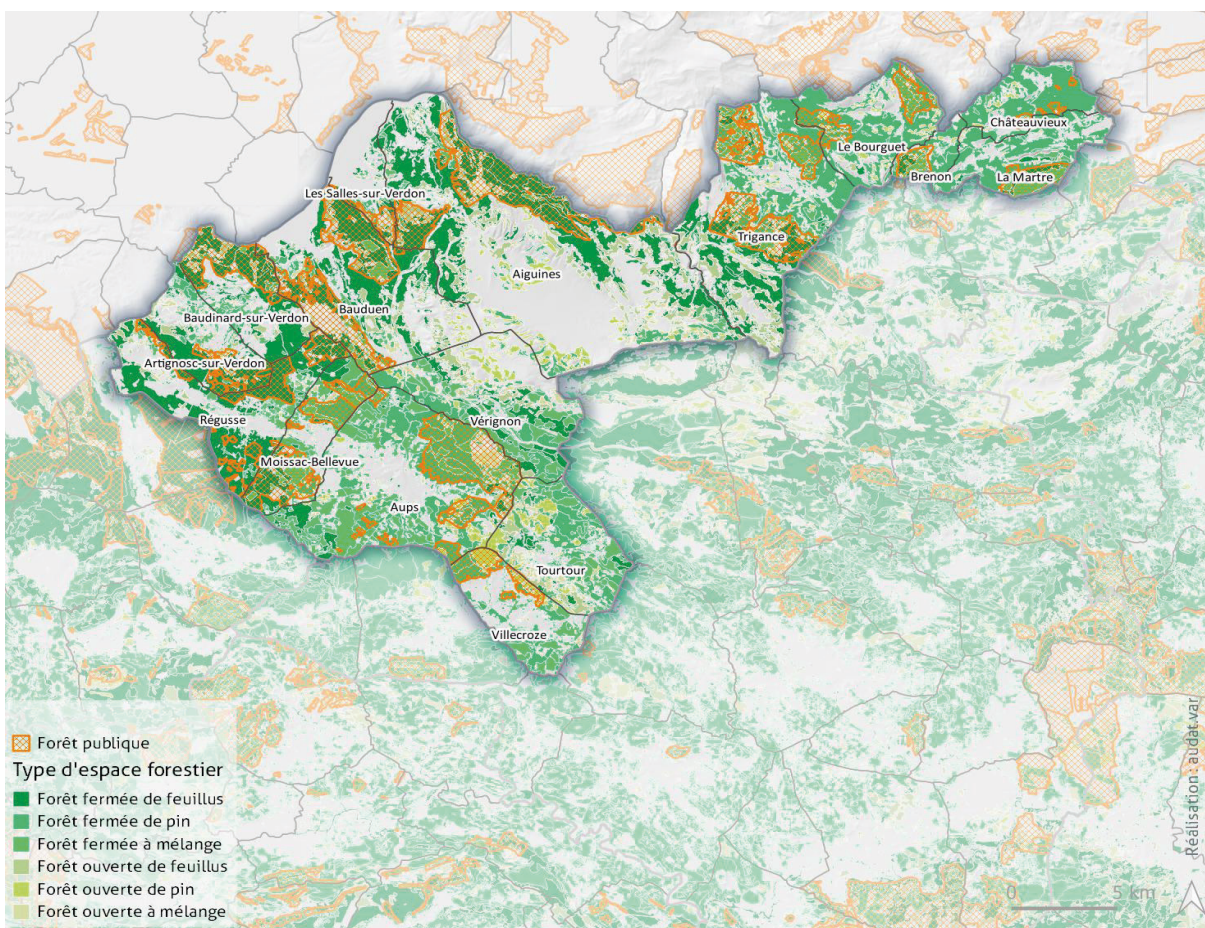 Châteauvieux
Le Bourguet
Brenon
La Martre
Les Salles-sur-Verdon
Trigance
Aiguines
Bauduen
Baudinard-sur-Verdon
Artignosc-sur-Verdon
Régusse
Vérignon
Moissac-Bellevue
Aups
Tourtour
Villecroze
Forêt publique
Type d'espace forestier
Forêt fermée de feuillus
Forêt fermée de pin
Forêt fermée à mélange
Forêt ouverte de feuillus
Forêt ouverte de pin
Forêt ouverte à mélange
0 5 km
Réalisation : audat.var